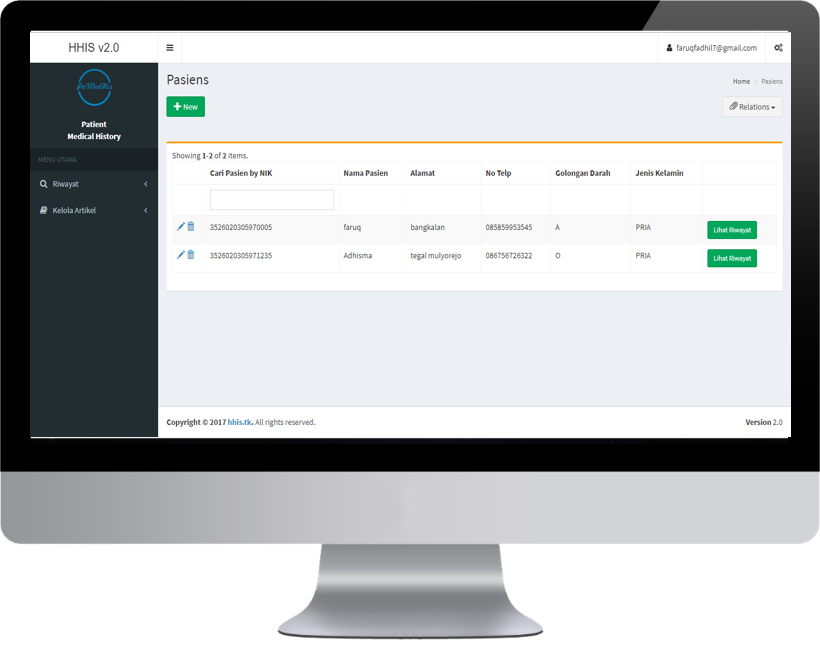 HHIS v2.0
faruqfadhil7@gmail.com
PaMedHis
Patient
Medical History
MENU UTAMA
Riwayat
Kelola Artikel
Pasiens
Home > Pasiens
New
Relations
Showing 1-2 of 2 items.
Cari Pasien by NIK Nama Pasien Alamat No Telp Golongan Darah Jenis Kelamin
3526020305970005 faruq bangkalan 085859953545 A PRIA Lihat Riwayat
3526020305971235 Adhisma tegal mulyorejo 086756726322 O PRIA Lihat Riwayat
Copyright © 2017 hhis.tk. All rights reserved.
Version 2.0